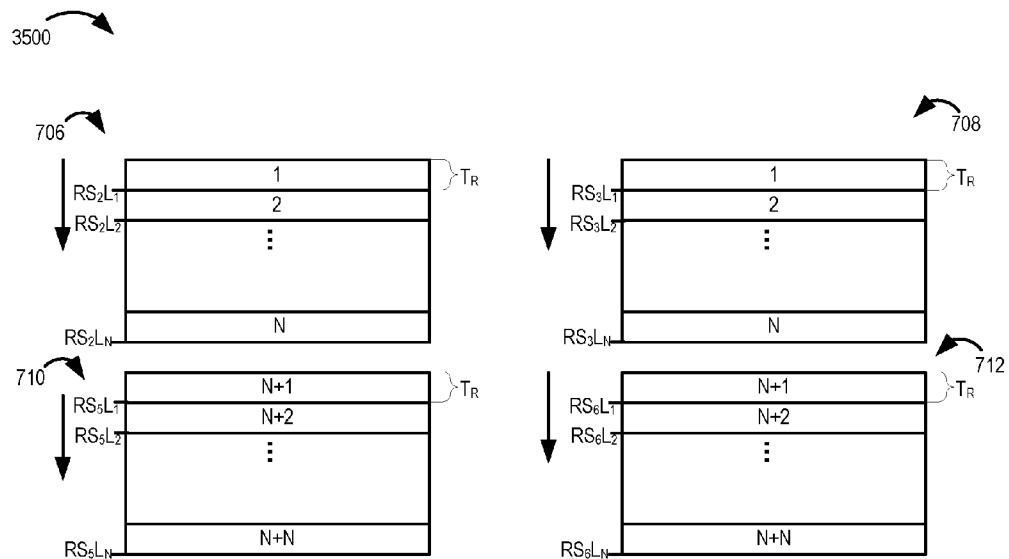 3500
706
708
1
T_R
1
T_R
RS₂L₁
2
RS₃L₁
2
RS₂L₂
RS₃L₂
⋮
⋮
N
N
RS₂L_N
RS₃L_N
710
712
N+1
T_R
N+1
T_R
RS₅L₁
N+2
RS₆L₁
N+2
RS₅L₂
RS₆L₂
⋮
⋮
N+N
N+N
RS₅L_N
RS₆L_N